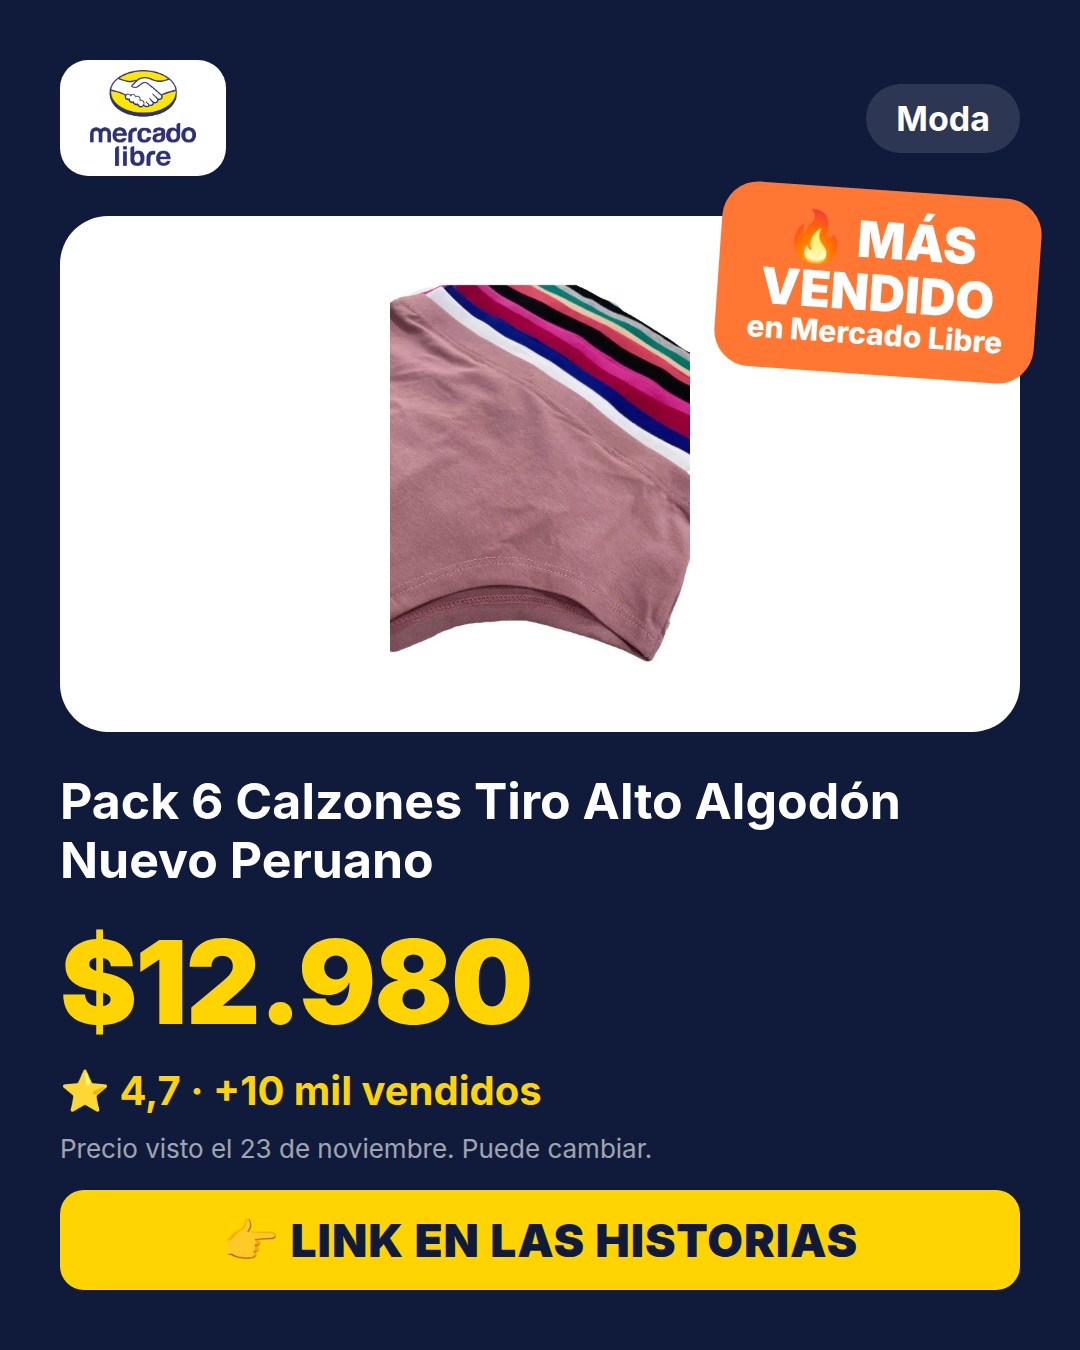 mercado
libre
Moda
🔥 MÁS
VENDIDO
en Mercado Libre
Pack 6 Calzones Tiro Alto Algodón
Nuevo Peruano
$12.980
⭐ 4,7 · +10 mil vendidos
Precio visto el 23 de noviembre. Puede cambiar.
👉 LINK EN LAS HISTORIAS